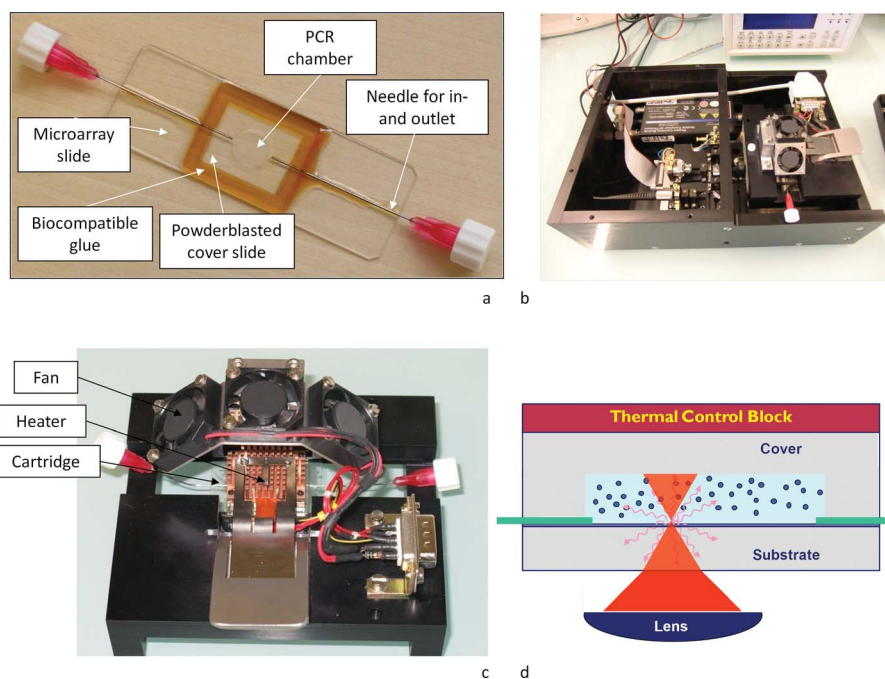 PCR
chamber
Needle for in-
and outlet
Microarray
slide
Biocompatible
glue
Powderblasted
cover slide
a
b
Fan
Heater
Cartridge
c
Thermal Control Block
Cover
Substrate
Lens
d